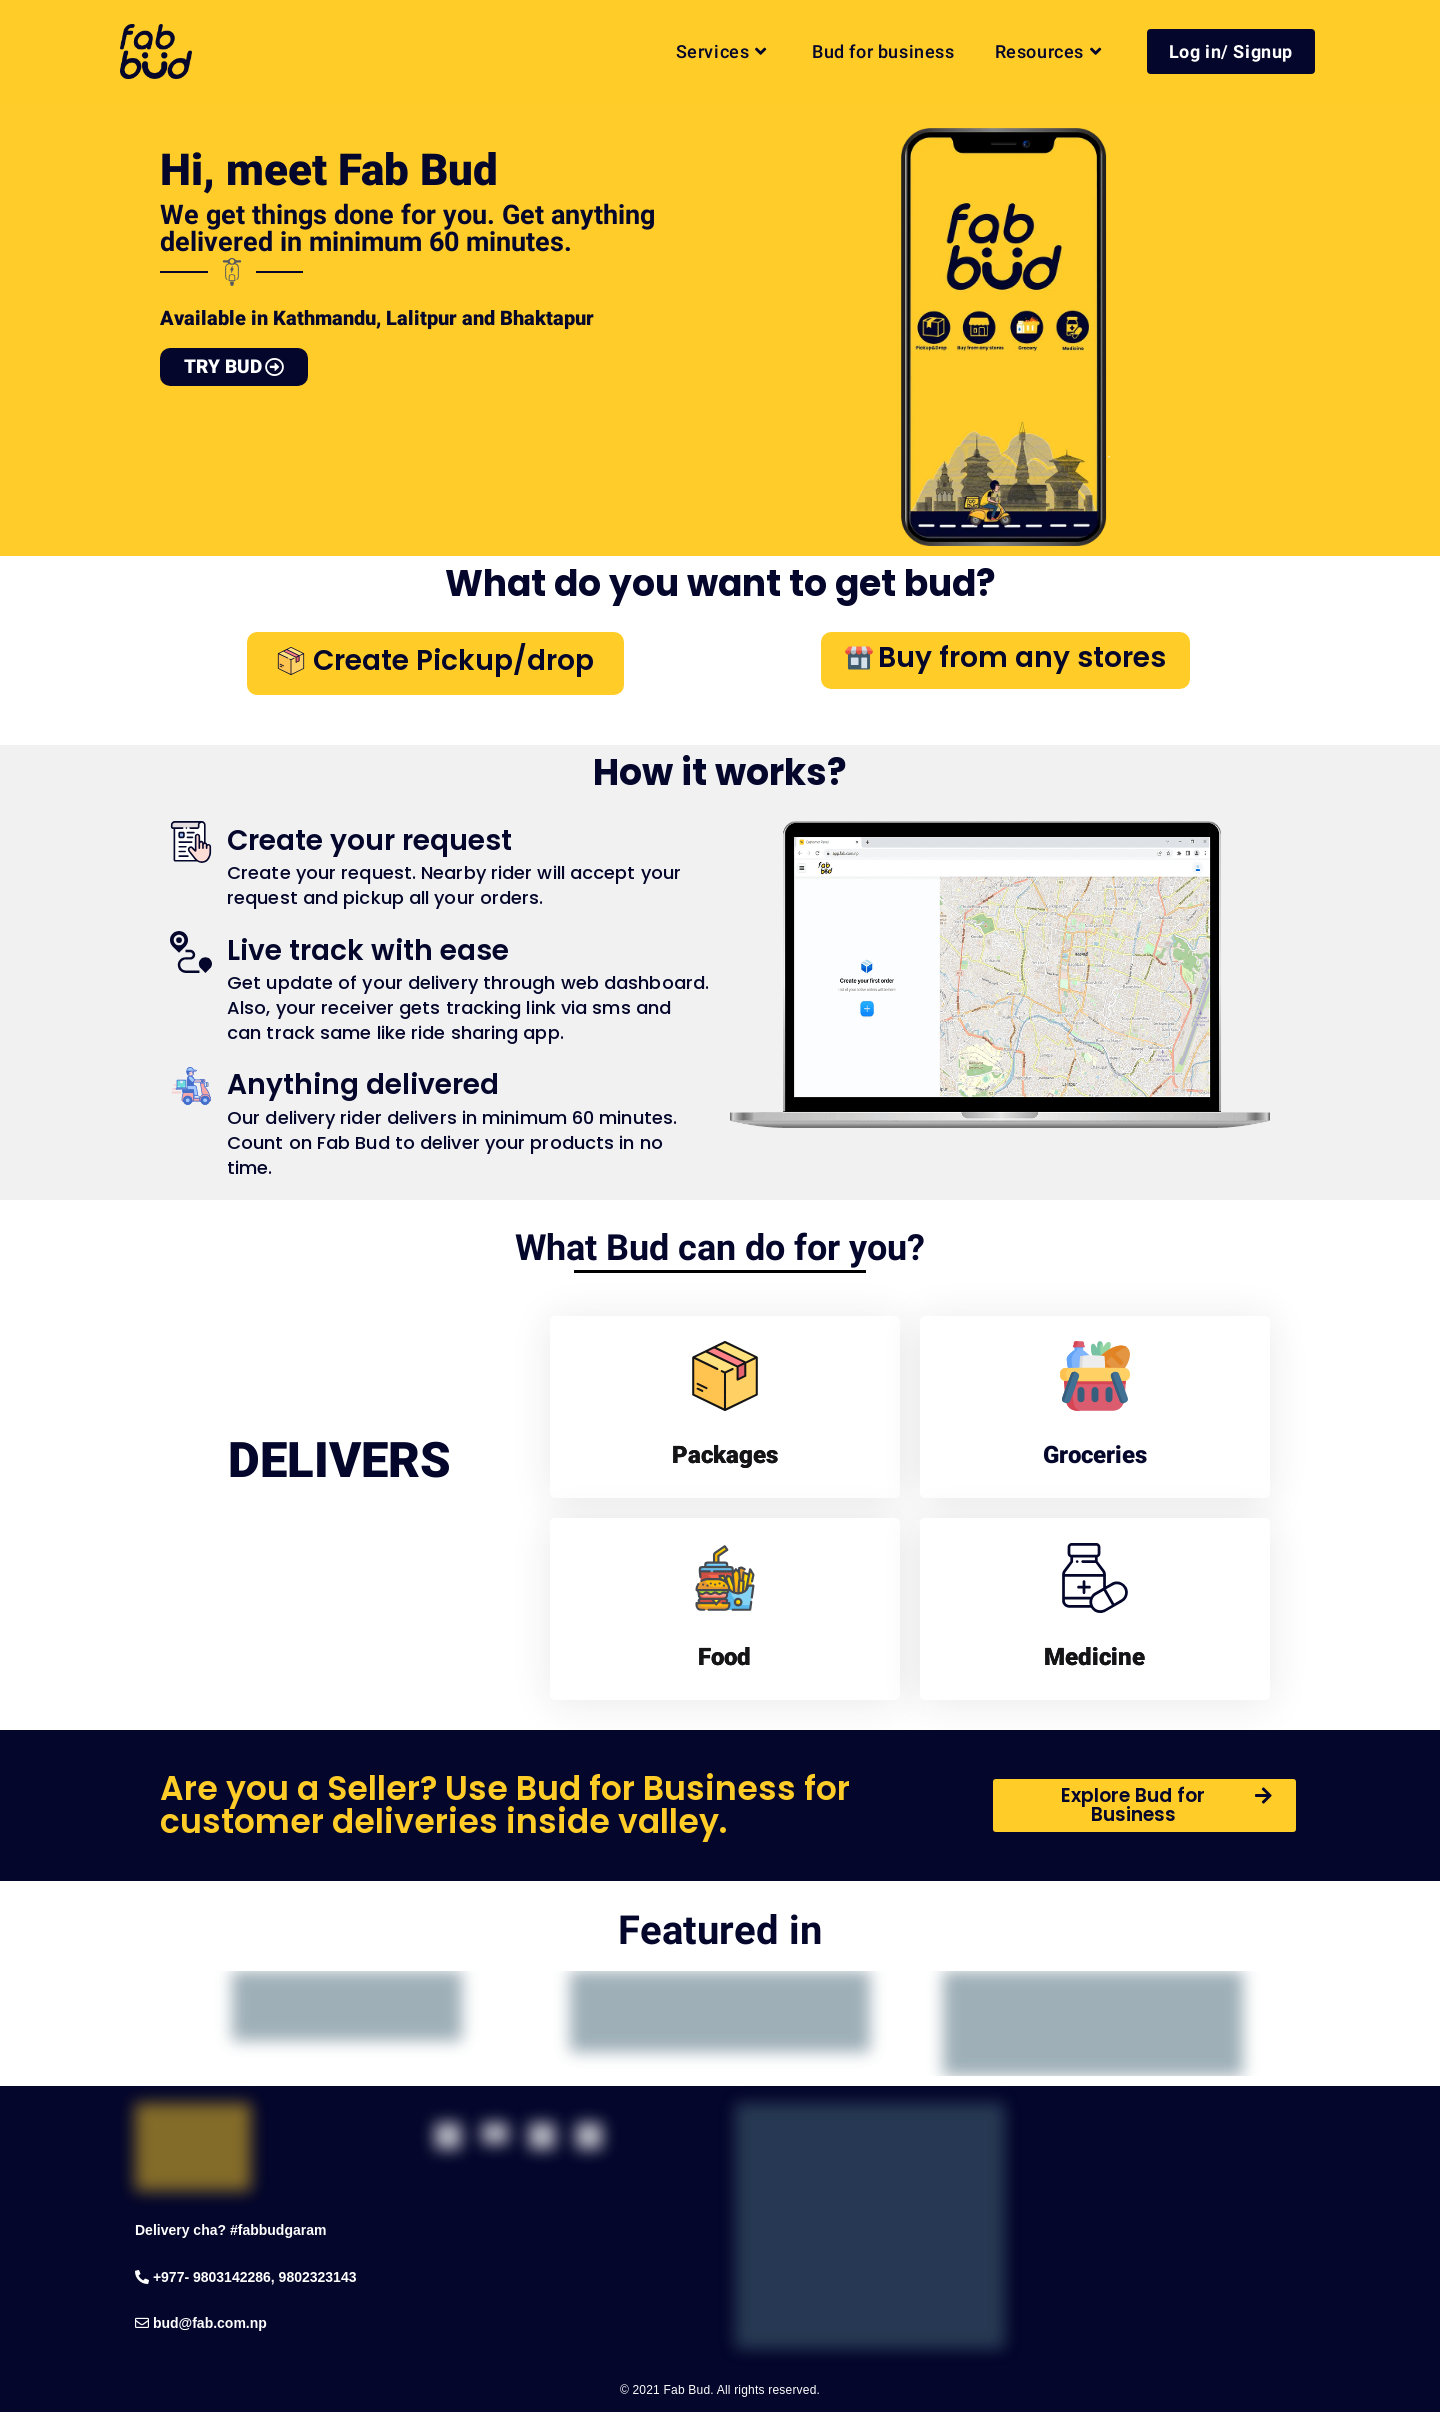 fab
bud
Services
Bud for business
Resources
Log in/ Signup
Hi, meet Fab Bud
We get things done for you. Get anything
delivered in minimum 60 minutes.
Available in Kathmandu, Lalitpur and Bhaktapur
TRY BUD
fab
bud
Pickup&Drop
Buy from any stores
Grocery
Medicine
What do you want to get bud?
Create Pickup/drop
Buy from any stores
How it works?
Create your request
Create your request. Nearby rider will accept your
request and pickup all your orders.
Live track with ease
Get update of your delivery through web dashboard.
Also, your receiver gets tracking link via sms and
can track same like ride sharing app.
Anything delivered
Our delivery rider delivers in minimum 60 minutes.
Count on Fab Bud to deliver your products in no
time.
fab
bud
Create your first order
What Bud can do for you?
DELIVERS
Packages
Groceries
Food
Medicine
Are you a Seller? Use Bud for Business for
customer deliveries inside valley.
Explore Bud for
Business
Featured in
Delivery cha? #fabbudgaram
+977- 9803142286, 9802323143
bud@fab.com.np
© 2021 Fab Bud. All rights reserved.